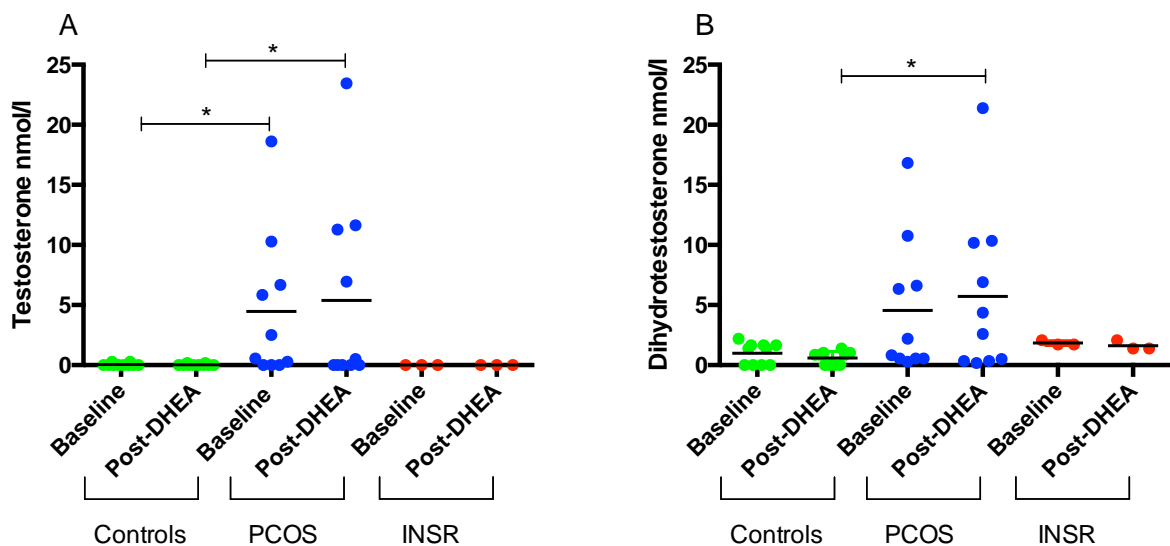 A
Testosterone nmol/l
25
20
15
10
5
0
*
*
Baseline
Post-DHEA
Baseline
Post-DHEA
Baseline
Post-DHEA
Controls
PCOS
INSR
B
Dihydrotestosterone nmol/l
25
20
15
10
5
0
*
Baseline
Post-DHEA
Baseline
Post-DHEA
Baseline
Post-DHEA
Controls
PCOS
INSR